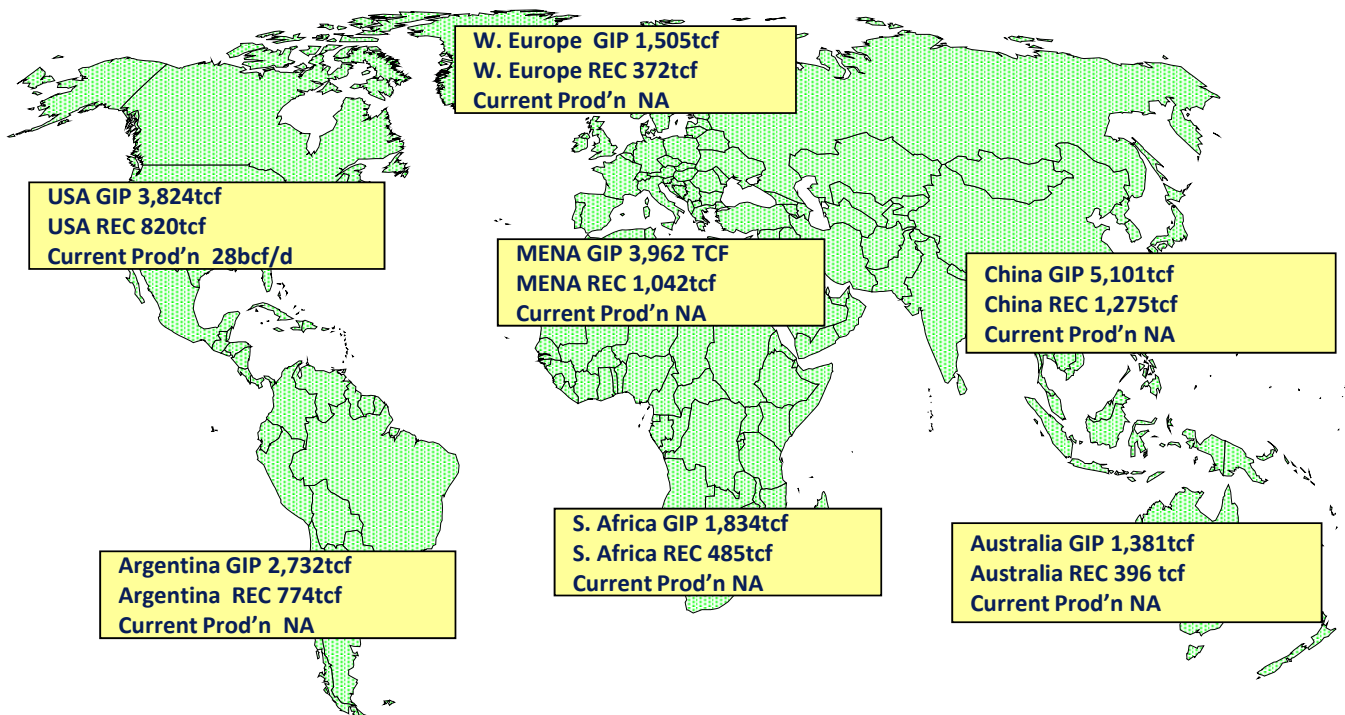 W. Europe GIP 1,505tcf
W. Europe REC 372tcf
Current Prod’n NA
USA GIP 3,824tcf
USA REC 820tcf
Current Prod’n 28bcf/d
MENA GIP 3,962 TCF
MENA REC 1,042tcf
Current Prod’n NA
China GIP 5,101tcf
China REC 1,275tcf
Current Prod’n NA
S. Africa GIP 1,834tcf
S. Africa REC 485tcf
Current Prod’n NA
Australia GIP 1,381tcf
Australia REC 396 tcf
Current Prod’n NA
Argentina GIP 2,732tcf
Argentina REC 774tcf
Current Prod’n NA